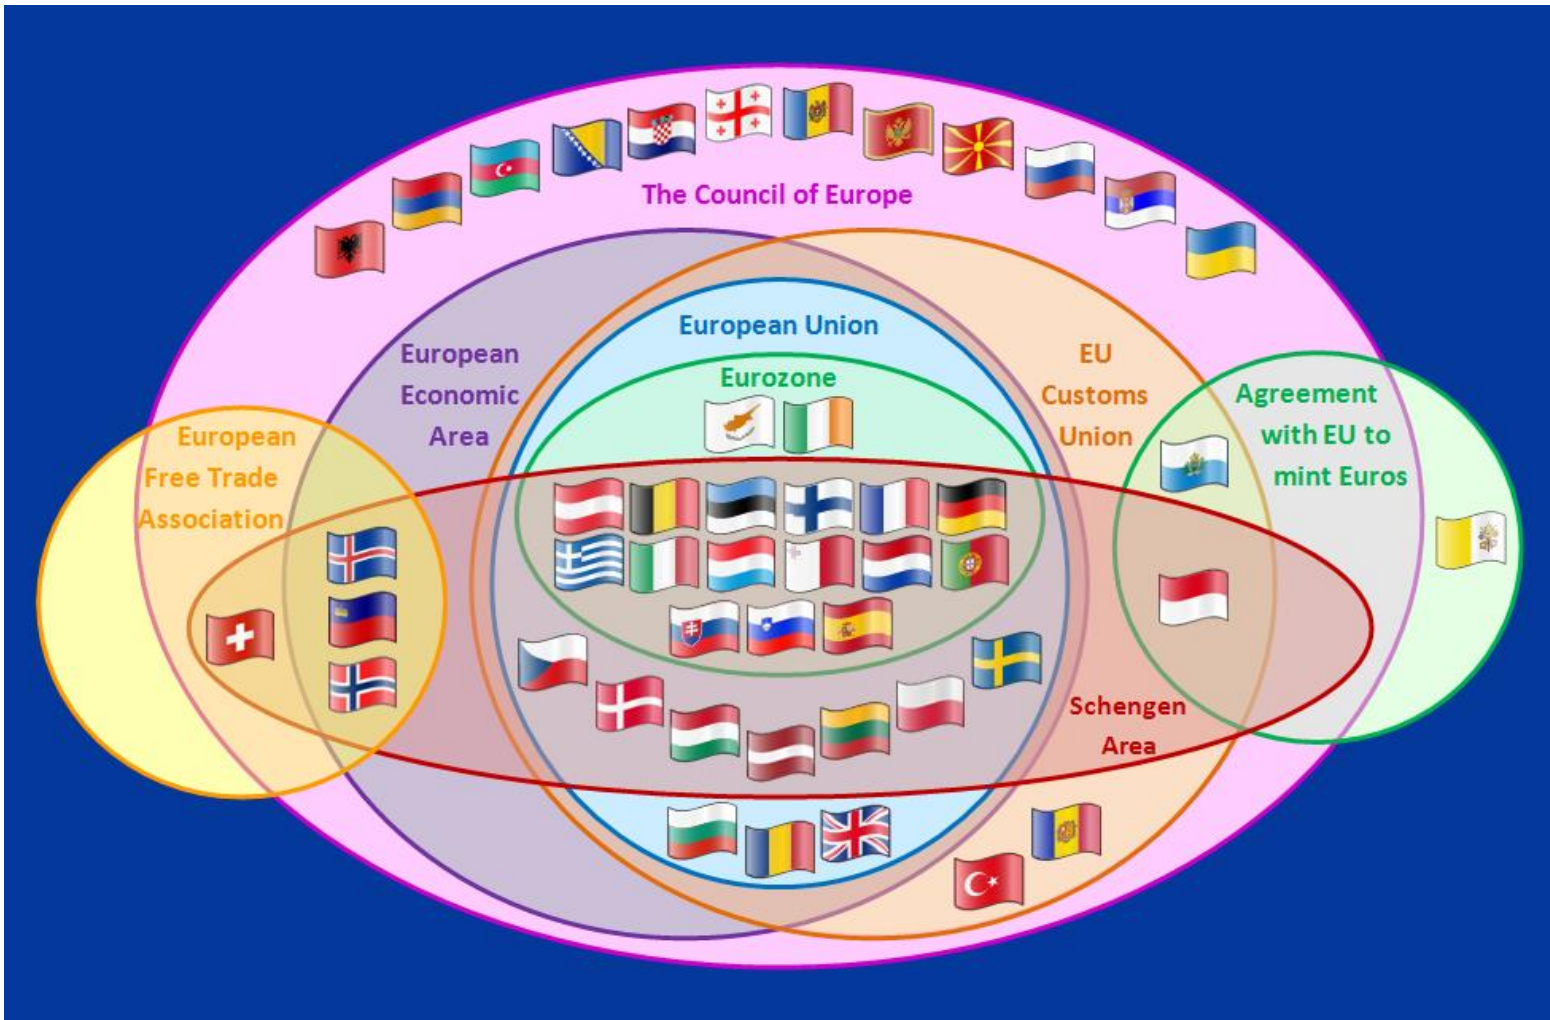 The Council of Europe
European Union
European
Economic
Area
EU
Customs
Union
Eurozone
Agreement
with EU to
mint Euros
European
Free Trade
Association
Schengen
Area